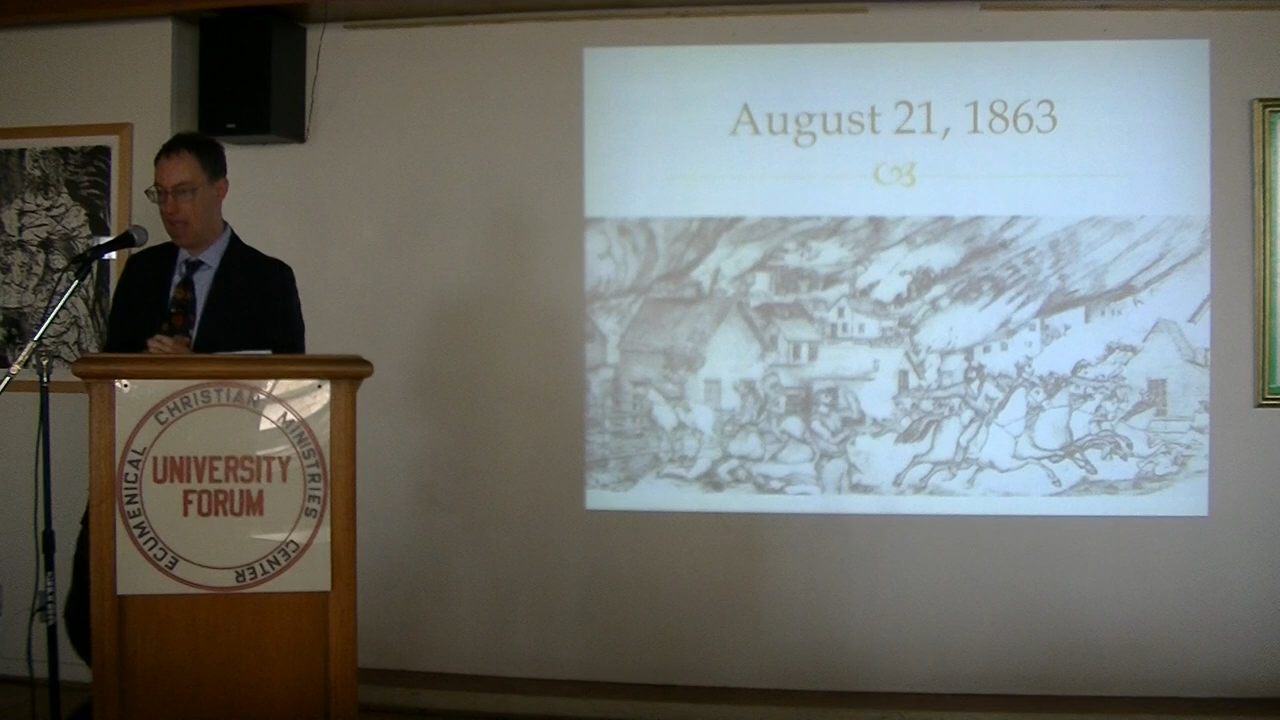 August 21, 1863
ECUMENICAL CHRISTIAN MINISTRIES CENTER
UNIVERSITY
FORUM